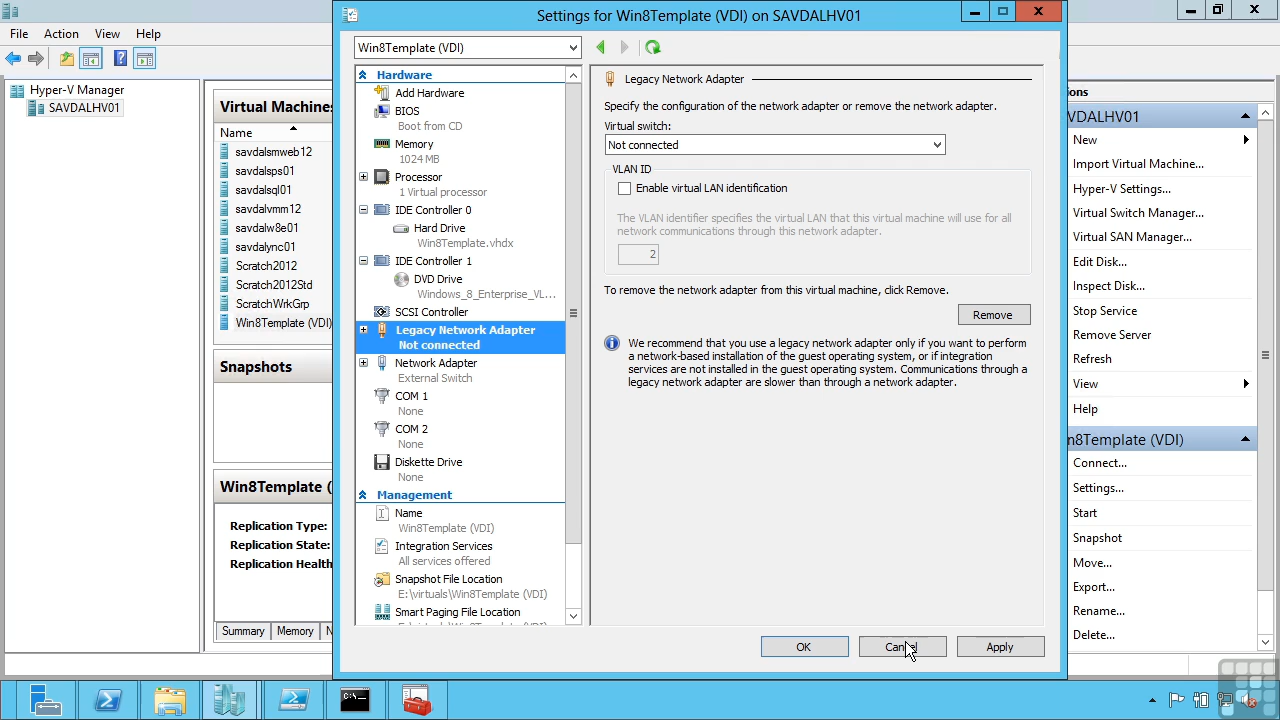 Settings for Win8Template (VDI) on SAVDALHV01
File Action View Help
Hyper-V Manager
SAVDALHV01
Virtual Machines
Name
savdalsmweb12
savdalsps01
savdalsql01
savdalvmm12
savdalw8e01
savdalync01
Scratch2012
Scratch2012Std
ScratchWrkGrp
Win8Template (VDI)
Snapshots
Win8Template (
Replication Type:
Replication State:
Replication Health
Summary Memory N
Win8Template (VDI)
Hardware
Add Hardware
BIOS
Boot from CD
Memory
1024 MB
Processor
1 Virtual processor
IDE Controller 0
Hard Drive
Win8Template.vhdx
IDE Controller 1
DVD Drive
Windows_8_Enterprise_VL...
SCSI Controller
Legacy Network Adapter
Not connected
Network Adapter
External Switch
COM 1
None
COM 2
None
Diskette Drive
None
Management
Name
Win8Template (VDI)
Integration Services
All services offered
Snapshot File Location
E:\virtuals\Win8Template (VDI)
Smart Paging File Location
Legacy Network Adapter
Specify the configuration of the network adapter or remove the network adapter.
Virtual switch:
Not connected
VLAN ID
Enable virtual LAN identification
The VLAN identifier specifies the virtual LAN that this virtual machine will use for all
network communications through this network adapter.
2
To remove the network adapter from this virtual machine, click Remove.
Remove
We recommend that you use a legacy network adapter only if you want to perform
a network-based installation of the guest operating system, or if integration
services are not installed in the guest operating system. Communications through a
legacy network adapter are slower than through a network adapter.
OK Cancel Apply
ons
VDALHV01
New
Import Virtual Machine...
Hyper-V Settings...
Virtual Switch Manager...
Virtual SAN Manager...
Edit Disk...
Inspect Disk...
Stop Service
Remove Server
Refresh
View
Help
n8Template (VDI)
Connect...
Settings...
Start
Snapshot
Move...
Export...
Rename...
Delete...